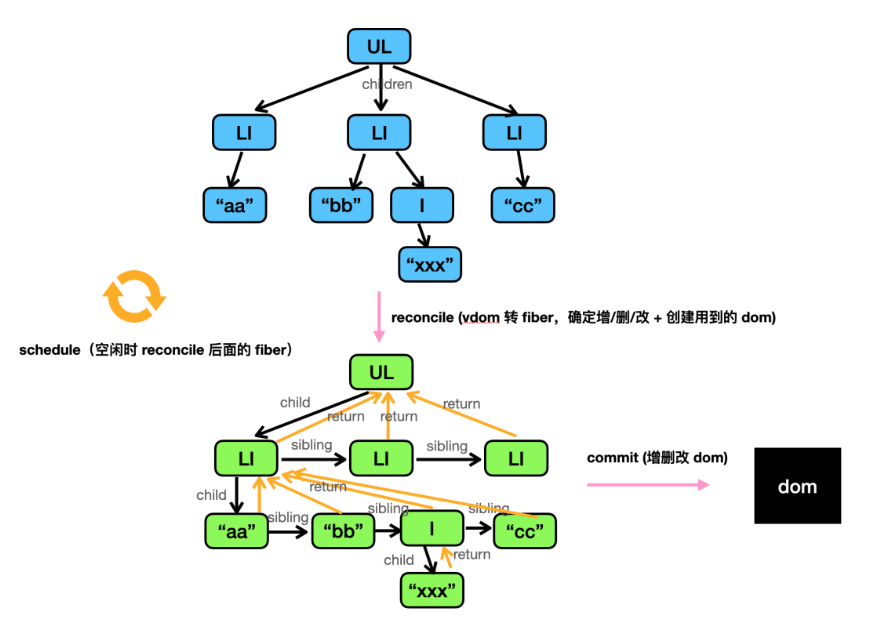 UL
children
LI
LI
LI
“aa”
“bb”
I
“cc”
“xxx”
reconcile (vdom 转 fiber，确定增/删/改 + 创建用到的 dom)
schedule（空闲时 reconcile 后面的 fiber）
UL
child
return
return
return
LI
sibling
LI
sibling
LI
commit (增删改 dom)
dom
child
return
“aa”
sibling
“bb”
sibling
I
sibling
“cc”
child
return
“xxx”